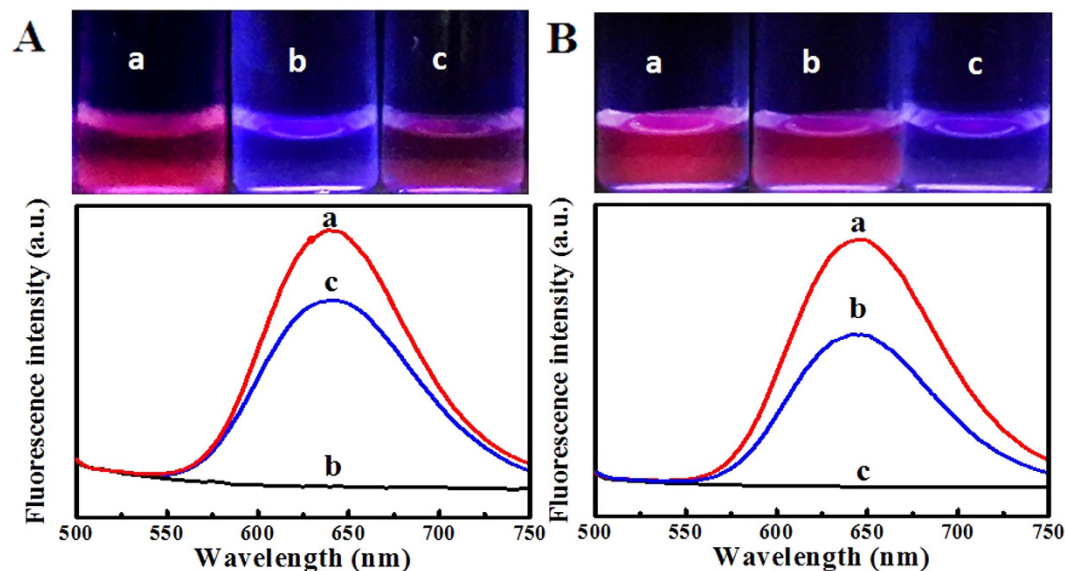 A
a b c
Fluorescence intensity (a.u.)
a
c
b
500 550 600 650 700 750
Wavelength (nm)
B
a b c
Fluorescence intensity (a.u.)
a
b
c
500 550 600 650 700 750
Wavelength (nm)